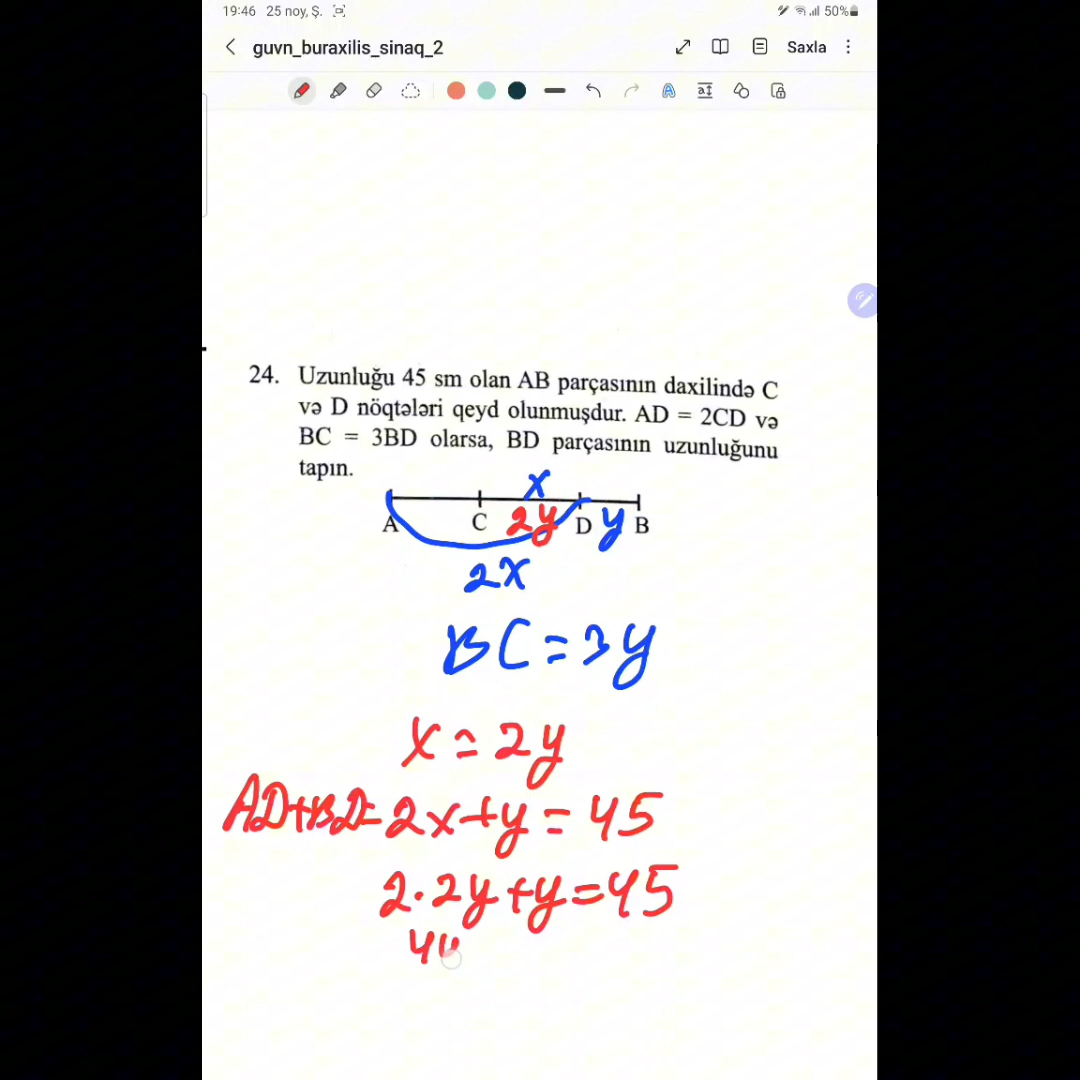 19:46 25 noy, Ş. 50%
guvn_buraxilis_sinaq_2 Saxla
24. Uzunluğu 45 sm olan AB parçasının daxilində C
və D nöqtələri qeyd olunmuşdur. AD = 2CD və
BC = 3BD olarsa, BD parçasının uzunluğunu
tapın.
x
A C 2y D y B
2x
BC=3y
x=2y
AD+BD=2x+y=45
2·2y+y=45